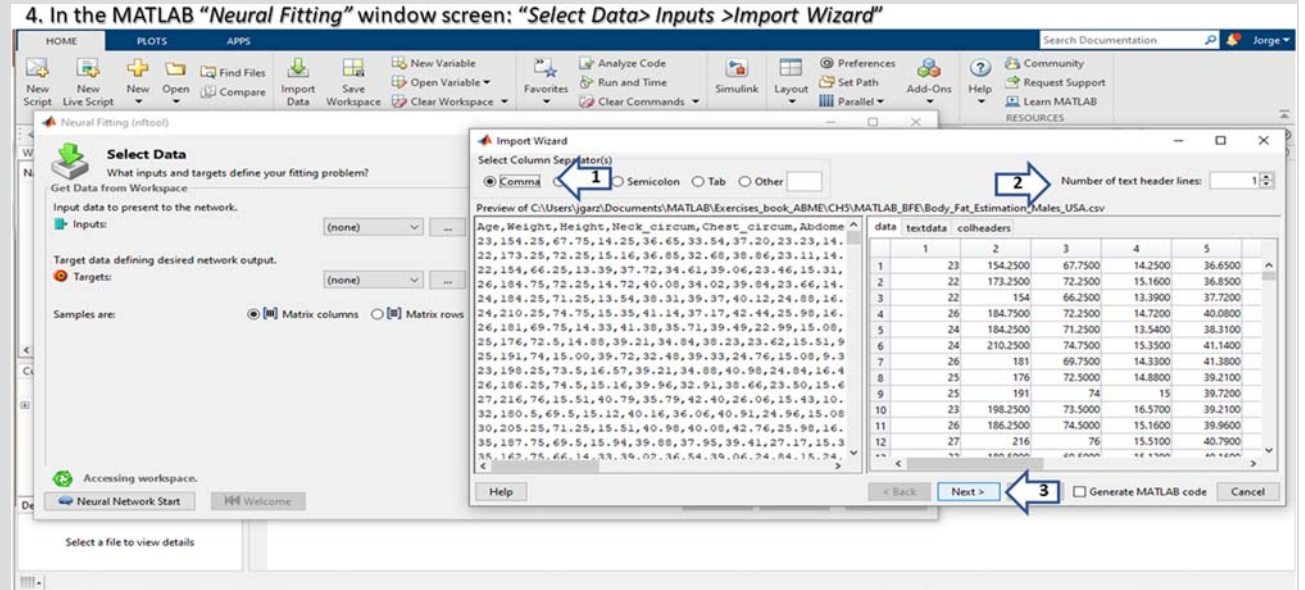 4. In the MATLAB “Neural Fitting” window screen: “Select Data> Inputs >Import Wizard”
HOME PLOTS APPS Search Documentation Jorge
New Script
New Live Script
New
Open
Find Files
Compare
Import Data
Save Workspace
New Variable
Open Variable
Clear Workspace
Favorites
Analyze Code
Run and Time
Clear Commands
Simulink
Layout
Preferences
Set Path
Parallel
Add-Ons
Help
Community
Request Support
Learn MATLAB
RESOURCES
Neural Fitting (nftool)
Select Data
What inputs and targets define your fitting problem?
Get Data from Workspace
Input data to present to the network.
Inputs: (none) ...
Target data defining desired network output.
Targets: (none) ...
Samples are: Matrix columns Matrix rows
Accessing workspace.
Neural Network Start Welcome
Select a file to view details
Import Wizard
Select Column Separator(s)
Comma 1 Semicolon Tab Other
2 Number of text header lines: 1
Preview of C:\Users\jgarz\Documents\MATLAB\Exercises_book_ABME\CH5\MATLAB_BFE\Body_Fat_Estimation_Males_USA.csv
Age,Weight,Height,Neck_circum,Chest_circum,Abdome
23,154.25,67.75,14.25,36.65,33.54,37.20,23.23,14.
22,173.25,72.25,15.16,36.85,32.68,38.86,23.11,14.
22,154,66.25,13.39,37.72,34.61,39.06,23.46,15.31,
26,184.75,72.25,14.72,40.08,34.02,39.84,23.66,14.
24,184.25,71.25,13.54,38.31,39.37,40.12,24.88,16.
24,210.25,74.75,15.35,41.14,37.17,42.44,25.98,16.
26,181,69.75,14.33,41.38,35.71,39.49,22.99,15.08,
25,176,72.5,14.88,39.21,34.84,38.23,23.62,15.51,9
25,191,74,15.00,39.72,32.48,39.33,24.76,15.08,9.3
23,198.25,73.5,16.57,39.21,34.88,40.98,24.84,16.4
26,186.25,74.5,15.16,39.96,32.91,38.66,23.50,15.6
27,216,76,15.51,40.79,35.79,42.40,26.06,15.43,10.
32,180.5,69.5,15.12,40.16,36.06,40.91,24.96,15.08
30,205.25,71.25,15.51,40.98,40.08,42.76,25.98,16.
35,187.75,69.5,15.94,39.88,37.95,39.41,27.17,15.3
35,162.75,66,14.33,39.02,36.54,39.06,24.84,15.24,
data textdata colheaders
1 2 3 4 5
1 23 154.2500 67.7500 14.2500 36.6500
2 22 173.2500 72.2500 15.1600 36.8500
3 22 154 66.2500 13.3900 37.7200
4 26 184.7500 72.2500 14.7200 40.0800
5 24 184.2500 71.2500 13.5400 38.3100
6 24 210.2500 74.7500 15.3500 41.1400
7 26 181 69.7500 14.3300 41.3800
8 25 176 72.5000 14.8800 39.2100
9 25 191 74 15 39.7200
10 23 198.2500 73.5000 16.5700 39.2100
11 26 186.2500 74.5000 15.1600 39.9600
12 27 216 76 15.5100 40.7900
Help < Back Next > 3 Generate MATLAB code Cancel